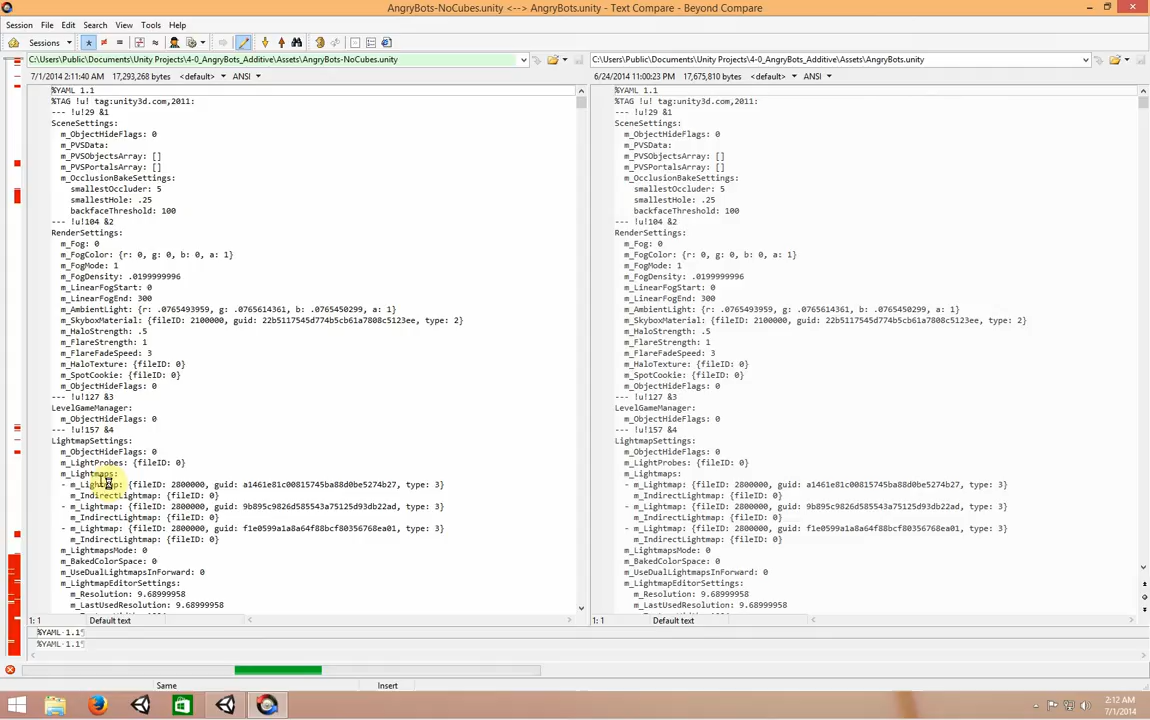 AngryBots-NoCubes.unity <--> AngryBots.unity - Text Compare - Beyond Compare
Session File Edit Search View Tools Help
Sessions
C:\Users\Public\Documents\Unity Projects\4-0_AngryBots_Additive\Assets\AngryBots-NoCubes.unity
C:\Users\Public\Documents\Unity Projects\4-0_AngryBots_Additive\Assets\AngryBots.unity
7/1/2014 2:11:40 AM 17,293,268 bytes <default> ANSI
6/24/2014 11:00:23 PM 17,675,810 bytes <default> ANSI
%YAML 1.1
%TAG !u! tag:unity3d.com,2011:
--- !u!29 &1
SceneSettings:
m_ObjectHideFlags: 0
m_PVSData:
m_PVSObjectsArray: []
m_PVSPortalsArray: []
m_OcclusionBakeSettings:
smallestOccluder: 5
smallestHole: .25
backfaceThreshold: 100
--- !u!104 &2
RenderSettings:
m_Fog: 0
m_FogColor: {r: 0, g: 0, b: 0, a: 1}
m_FogMode: 1
m_FogDensity: .0199999996
m_LinearFogStart: 0
m_LinearFogEnd: 300
m_AmbientLight: {r: .0765493959, g: .0765614361, b: .0765450299, a: 1}
m_SkyboxMaterial: {fileID: 2100000, guid: 22b5117545d774b5cb61a7808c5123ee, type: 2}
m_HaloStrength: .5
m_FlareStrength: 1
m_FlareFadeSpeed: 3
m_HaloTexture: {fileID: 0}
m_SpotCookie: {fileID: 0}
m_ObjectHideFlags: 0
--- !u!127 &3
LevelGameManager:
m_ObjectHideFlags: 0
--- !u!157 &4
LightmapSettings:
m_ObjectHideFlags: 0
m_LightProbes: {fileID: 0}
m_Lightmaps:
- m_Lightmap: {fileID: 2800000, guid: a1461e81c00815745ba88d0be5274b27, type: 3}
m_IndirectLightmap: {fileID: 0}
- m_Lightmap: {fileID: 2800000, guid: 9b895c9826d585543a75125d93db22ad, type: 3}
m_IndirectLightmap: {fileID: 0}
- m_Lightmap: {fileID: 2800000, guid: f1e0599a1a8a64f88bcf80356768ea01, type: 3}
m_IndirectLightmap: {fileID: 0}
m_LightmapsMode: 0
m_BakedColorSpace: 0
m_UseDualLightmapsInForward: 0
m_LightmapEditorSettings:
m_Resolution: 9.68999958
m_LastUsedResolution: 9.68999958
%YAML 1.1
%TAG !u! tag:unity3d.com,2011:
--- !u!29 &1
SceneSettings:
m_ObjectHideFlags: 0
m_PVSData:
m_PVSObjectsArray: []
m_PVSPortalsArray: []
m_OcclusionBakeSettings:
smallestOccluder: 5
smallestHole: .25
backfaceThreshold: 100
--- !u!104 &2
RenderSettings:
m_Fog: 0
m_FogColor: {r: 0, g: 0, b: 0, a: 1}
m_FogMode: 1
m_FogDensity: .0199999996
m_LinearFogStart: 0
m_LinearFogEnd: 300
m_AmbientLight: {r: .0765493959, g: .0765614361, b: .0765450299, a: 1}
m_SkyboxMaterial: {fileID: 2100000, guid: 22b5117545d774b5cb61a7808c5123ee, type: 2}
m_HaloStrength: .5
m_FlareStrength: 1
m_FlareFadeSpeed: 3
m_HaloTexture: {fileID: 0}
m_SpotCookie: {fileID: 0}
m_ObjectHideFlags: 0
--- !u!127 &3
LevelGameManager:
m_ObjectHideFlags: 0
--- !u!157 &4
LightmapSettings:
m_ObjectHideFlags: 0
m_LightProbes: {fileID: 0}
m_Lightmaps:
- m_Lightmap: {fileID: 2800000, guid: a1461e81c00815745ba88d0be5274b27, type: 3}
m_IndirectLightmap: {fileID: 0}
- m_Lightmap: {fileID: 2800000, guid: 9b895c9826d585543a75125d93db22ad, type: 3}
m_IndirectLightmap: {fileID: 0}
- m_Lightmap: {fileID: 2800000, guid: f1e0599a1a8a64f88bcf80356768ea01, type: 3}
m_IndirectLightmap: {fileID: 0}
m_LightmapsMode: 0
m_BakedColorSpace: 0
m_UseDualLightmapsInForward: 0
m_LightmapEditorSettings:
m_Resolution: 9.68999958
m_LastUsedResolution: 9.68999958
1: 1 Default text
1: 1 Default text
%YAML·1.1¶
%YAML·1.1¶
Same Insert
2:12 AM
7/1/2014